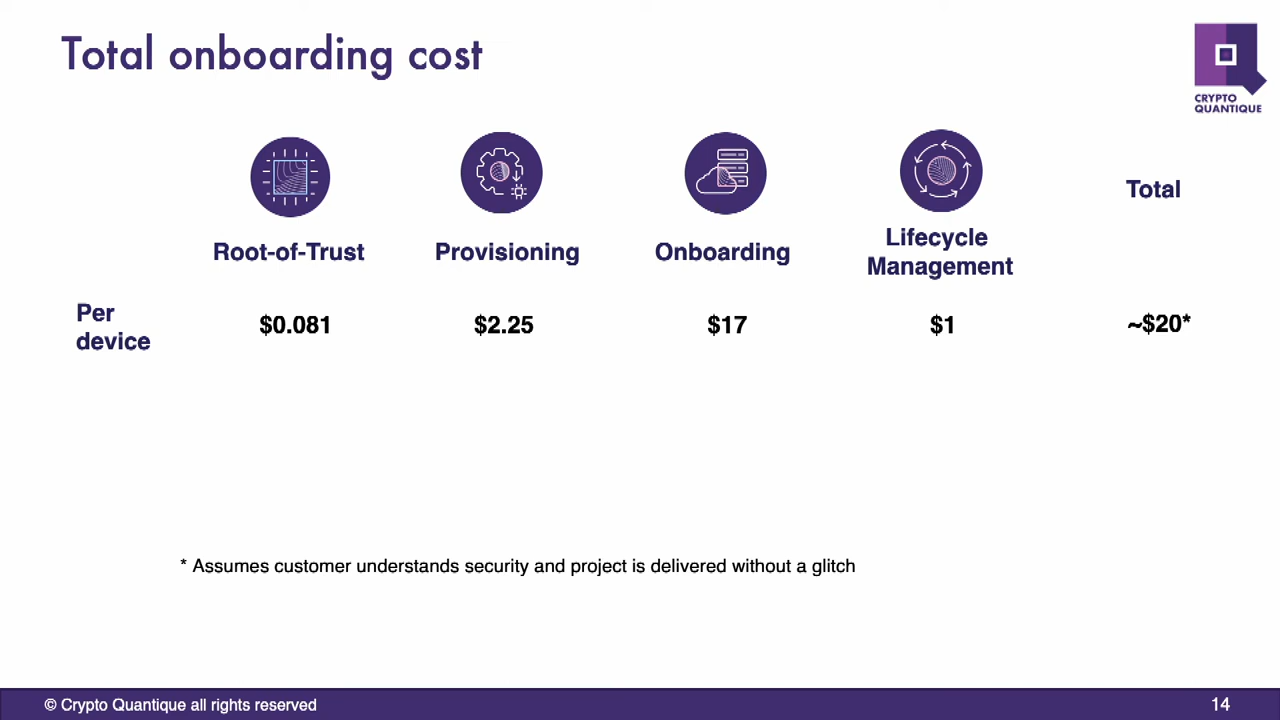 Total onboarding cost
CRYPTO
QUANTIQUE
Total
Root-of-Trust
Provisioning
Onboarding
Lifecycle
Management
Per
device
$0.081
$2.25
$17
$1
~$20*
* Assumes customer understands security and project is delivered without a glitch
© Crypto Quantique all rights reserved
14